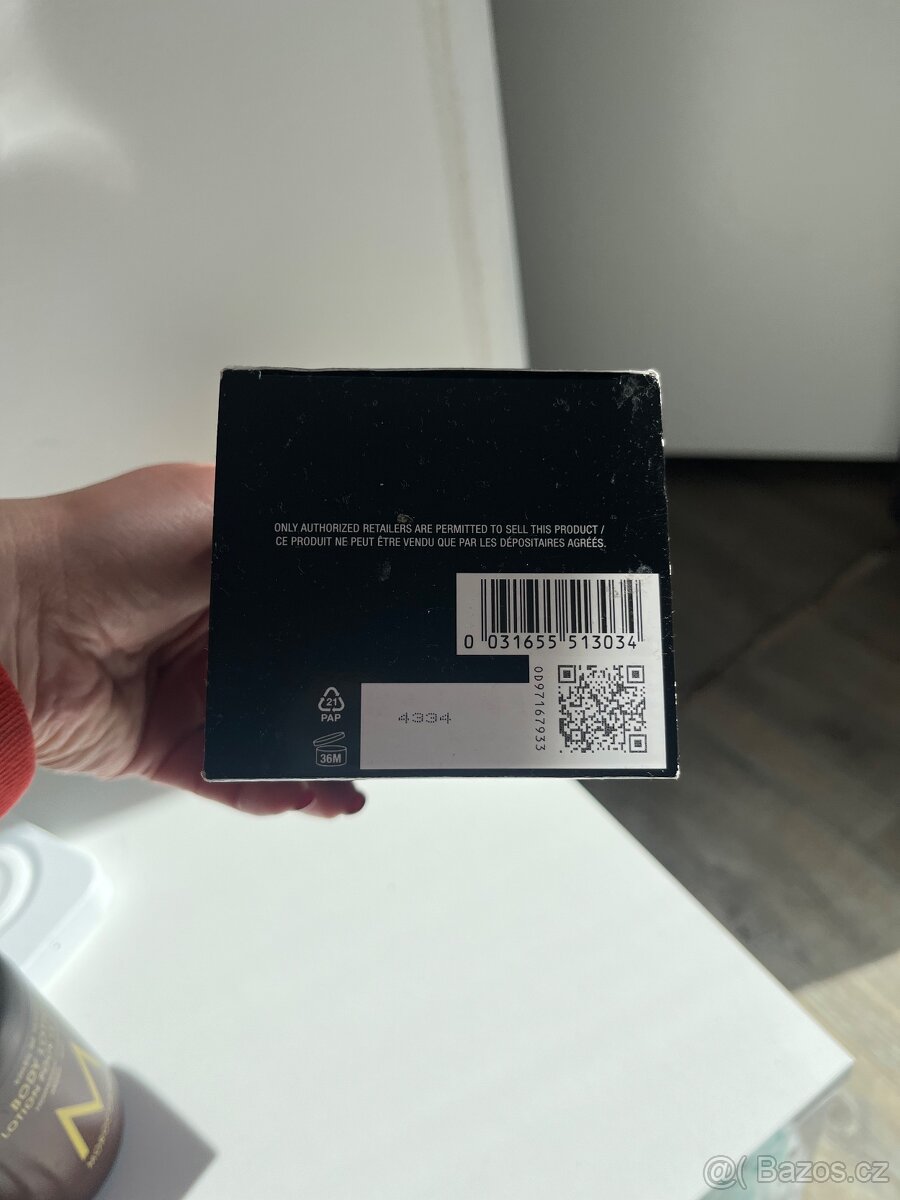 ONLY AUTHORIZED RETAILERS ARE PERMITTED TO SELL THIS PRODUCT /
CE PRODUIT NE PEUT ÊTRE VENDU QUE PAR LES DÉPOSITAIRES AGRÉÉS.
0 031655 513034
0D97167933
21
PAP
4334
36M
BODY
LOTION
M
@( Bazos.cz